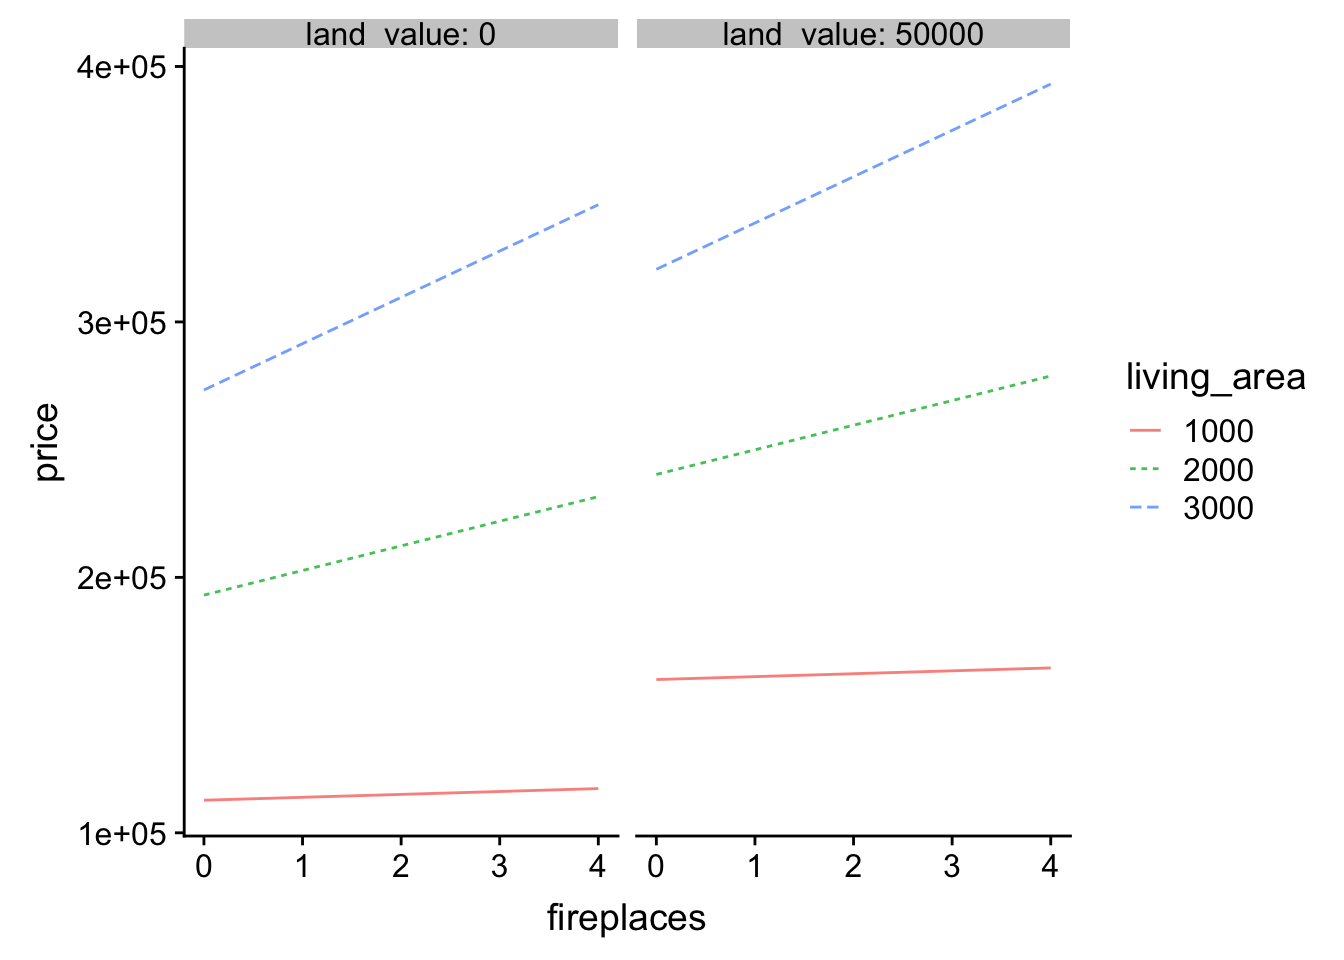 land_value: 0
land_value: 50000
4e+05
3e+05
2e+05
1e+05
price
0 1 2 3 4
0 1 2 3 4
fireplaces
living_area
1000
2000
3000